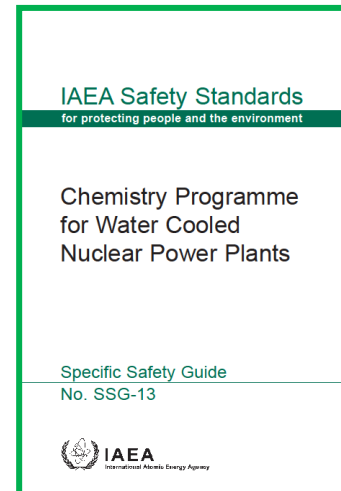 IAEA Safety Standards
for protecting people and the environment
Chemistry Programme
for Water Cooled
Nuclear Power Plants
Specific Safety Guide
No. SSG-13
IAEA
International Atomic Energy Agency